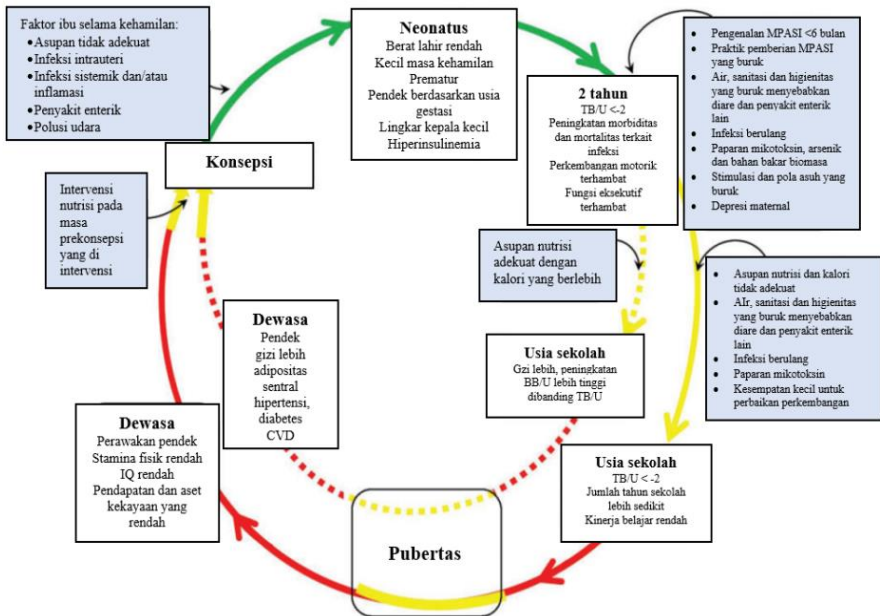 Faktor ibu selama kehamilan:
• Asupan tidak adekuat
• Infeksi intrauteri
• Infeksi sistemik dan/atau
inflamasi
• Penyakit enterik
• Polusi udara
Neonatus
Berat lahir rendah
Kecil masa kehamilan
Prematur
Pendek berdasarkan usia
gestasi
Lingkar kepala kecil
Hiperinsulinemia
2 tahun
TB/U <-2
Peningkatan morbiditas
dan mortalitas terkait
infeksi
Perkembangan motorik
terhambat
Fungsi eksekutif
terhambat
• Pengenalan MPASI <6 bulan
• Praktik pemberian MPASI
yang buruk
• Air, sanitasi dan higienitas
yang buruk menyebabkan
diare dan penyakit enterik
lain
• Infeksi berulang
• Paparan mikotoksin, arsenik
dan bahan bakar biomasa
• Stimulasi dan pola asuh yang
buruk
• Depresi maternal
Konsepsi
Intervensi
nutrisi pada
masa
prekonsepsi
yang di
intervensi
Asupan nutrisi
adekuat dengan
kalori yang berlebih
• Asupan nutrisi dan kalori
tidak adekuat
• AIr, sanitasi dan higienitas
yang buruk menyebabkan
diare dan penyakit enterik
lain
• Infeksi berulang
• Paparan mikotoksin
• Kesempatan kecil untuk
perbaikan perkembangan
Dewasa
Pendek
gizi lebih
adipositas
sentral
hipertensi,
diabetes
CVD
Usia sekolah
Gzi lebih, peningkatan
BB/U lebih tinggi
dibanding TB/U
Dewasa
Perawakan pendek
Stamina fisik rendah
IQ rendah
Pendapatan dan aset
kekayaan yang
rendah
Usia sekolah
TB/U < -2
Jumlah tahun sekolah
lebih sedikit
Kinerja belajar rendah
Pubertas